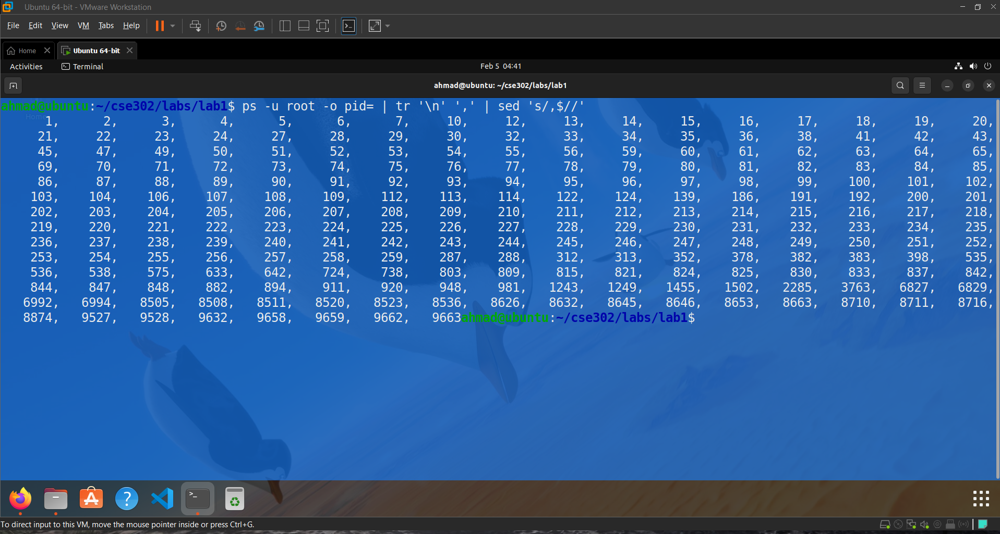 Ubuntu 64-bit - VMware Workstation
File Edit View VM Tabs Help
Home Ubuntu 64-bit
Activities Terminal Feb 5 04:41
ahmad@ubuntu: ~/cse302/labs/lab1
ahmad@ubuntu:~/cse302/labs/lab1$ ps -u root -o pid= | tr '\n' ',' | sed 's/,$//'
Home
1, 2, 3, 4, 5, 6, 7, 10, 12, 13, 14, 15, 16, 17, 18, 19, 20,
21, 22, 23, 24, 27, 28, 29, 30, 32, 33, 34, 35, 36, 38, 41, 42, 43,
45, 47, 49, 50, 51, 52, 53, 54, 55, 56, 59, 60, 61, 62, 63, 64, 65,
69, 70, 71, 72, 73, 74, 75, 76, 77, 78, 79, 80, 81, 82, 83, 84, 85,
86, 87, 88, 89, 90, 91, 92, 93, 94, 95, 96, 97, 98, 99, 100, 101, 102,
103, 104, 106, 107, 108, 109, 112, 113, 114, 122, 124, 139, 186, 191, 192, 200, 201,
202, 203, 204, 205, 206, 207, 208, 209, 210, 211, 212, 213, 214, 215, 216, 217, 218,
219, 220, 221, 222, 223, 224, 225, 226, 227, 228, 229, 230, 231, 232, 233, 234, 235,
236, 237, 238, 239, 240, 241, 242, 243, 244, 245, 246, 247, 248, 249, 250, 251, 252,
253, 254, 255, 256, 257, 258, 259, 287, 288, 312, 313, 352, 378, 382, 383, 398, 535,
536, 538, 575, 633, 642, 724, 738, 803, 809, 815, 821, 824, 825, 830, 833, 837, 842,
844, 847, 848, 882, 894, 911, 920, 948, 981, 1243, 1249, 1455, 1502, 2285, 3763, 6827, 6829,
6992, 6994, 8505, 8508, 8511, 8520, 8523, 8536, 8626, 8632, 8645, 8646, 8653, 8663, 8710, 8711, 8716,
8874, 9527, 9528, 9632, 9658, 9659, 9662, 9663ahmad@ubuntu:~/cse302/labs/lab1$
To direct input to this VM, move the mouse pointer inside or press Ctrl+G.